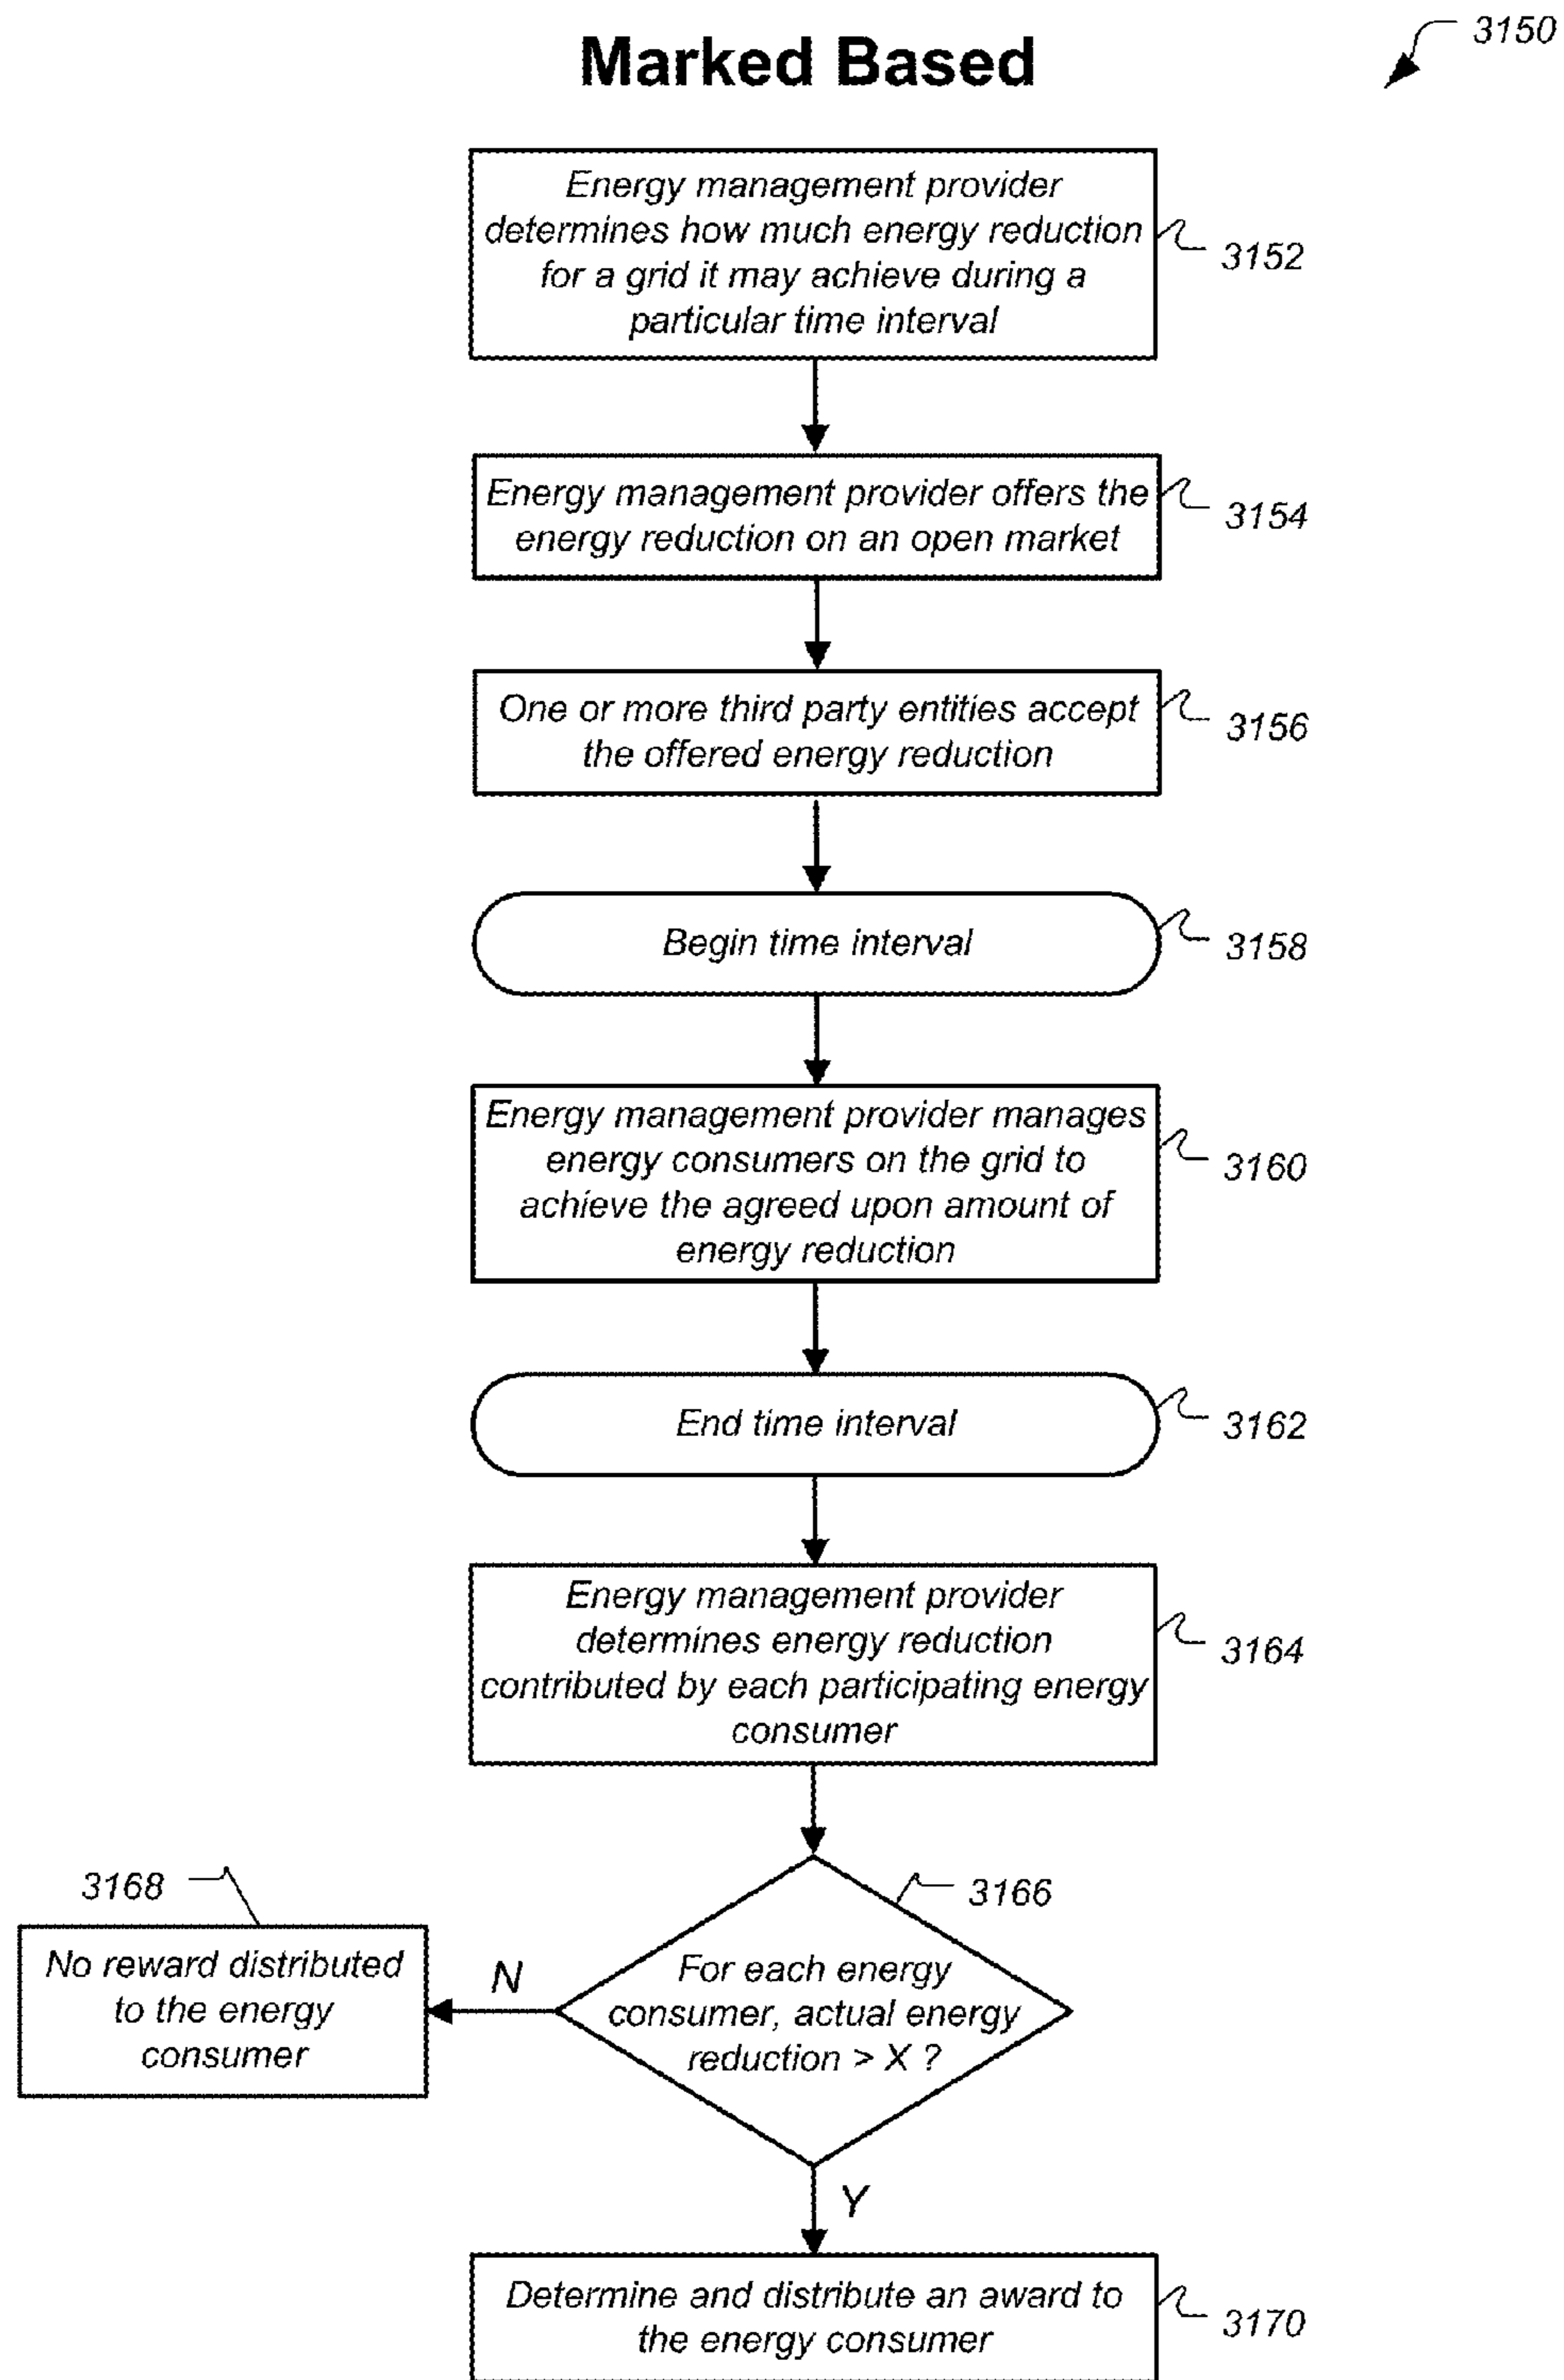 Marked Based
3150
Energy management provider
determines how much energy reduction
for a grid it may achieve during a
particular time interval
3152
Energy management provider offers the
energy reduction on an open market
3154
One or more third party entities accept
the offered energy reduction
3156
Begin time interval
3158
Energy management provider manages
energy consumers on the grid to
achieve the agreed upon amount of
energy reduction
3160
End time interval
3162
Energy management provider
determines energy reduction
contributed by each participating energy
consumer
3164
3168
3166
No reward distributed
to the energy
consumer
N
For each energy
consumer, actual energy
reduction > X ?
Y
Determine and distribute an award to
the energy consumer
3170